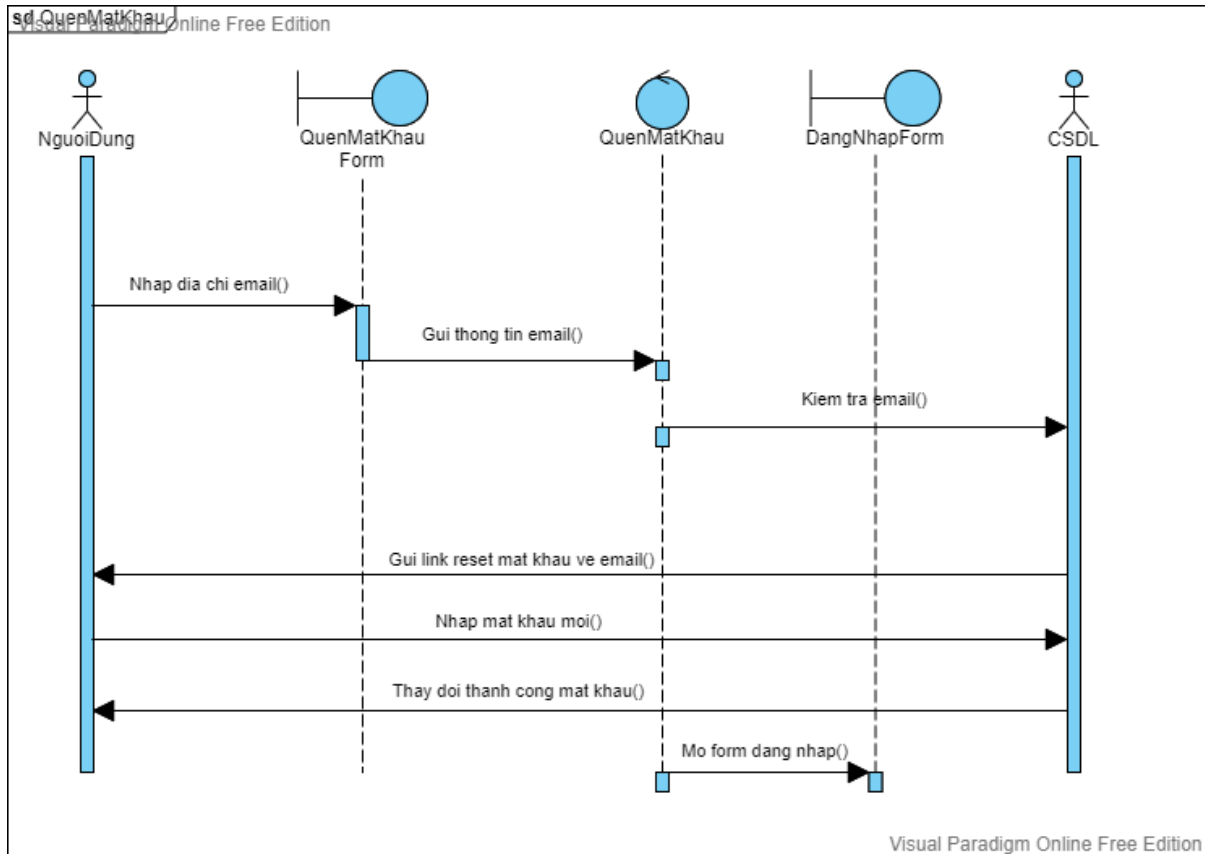 sd QuenMatKhau
Visual Paradigm Online Free Edition
NguoiDung
QuenMatKhau
Form
QuenMatKhau
DangNhapForm
CSDL
Nhap dia chi email()
Gui thong tin email()
Kiem tra email()
Gui link reset mat khau ve email()
Nhap mat khau moi()
Thay doi thanh cong mat khau()
Mo form dang nhap()
Visual Paradigm Online Free Edition